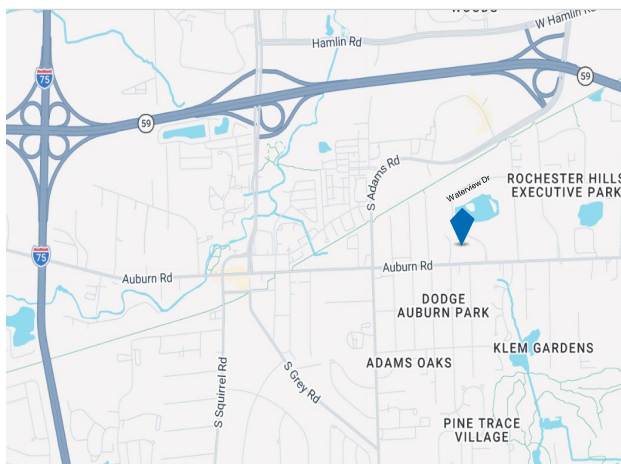 WOODS
W Hamlin Rd
Hamlin Rd
75
59
59
S Adams Rd
Waterview Dr
ROCHESTER HILLS
EXECUTIVE PARK
75
Auburn Rd
Auburn Rd
DODGE
AUBURN PARK
KLEM GARDENS
ADAMS OAKS
S Squirrel Rd
S Grey Rd
PINE TRACE
VILLAGE